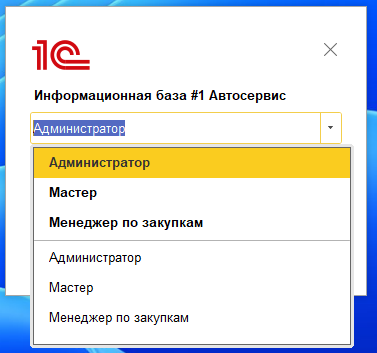 1С
Информационная база #1 Автосервис
Администратор
Администратор
Мастер
Менеджер по закупкам
Администратор
Мастер
Менеджер по закупкам